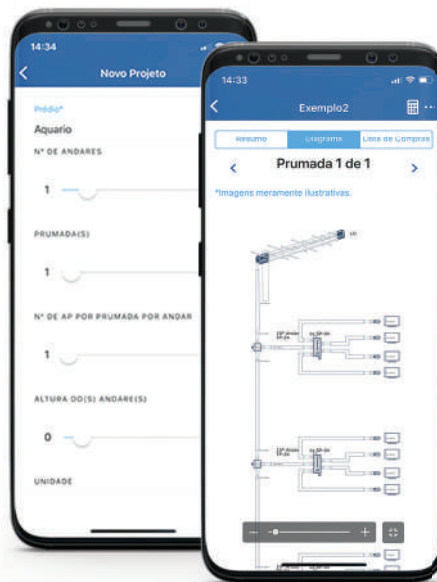 14:34
Novo Projeto
Prédio*
Aquario
Nº DE ANDARES
1
PRUMADA(S)
1
Nº DE AP POR PRUMADA POR ANDAR
1
ALTURA DO(S) ANDARE(S)
0
UNIDADE
14:33
Exemplo2
Resumo
Diagrama
Lista de Compras
Prumada 1 de 1
*Imagens meramente ilustrativas.